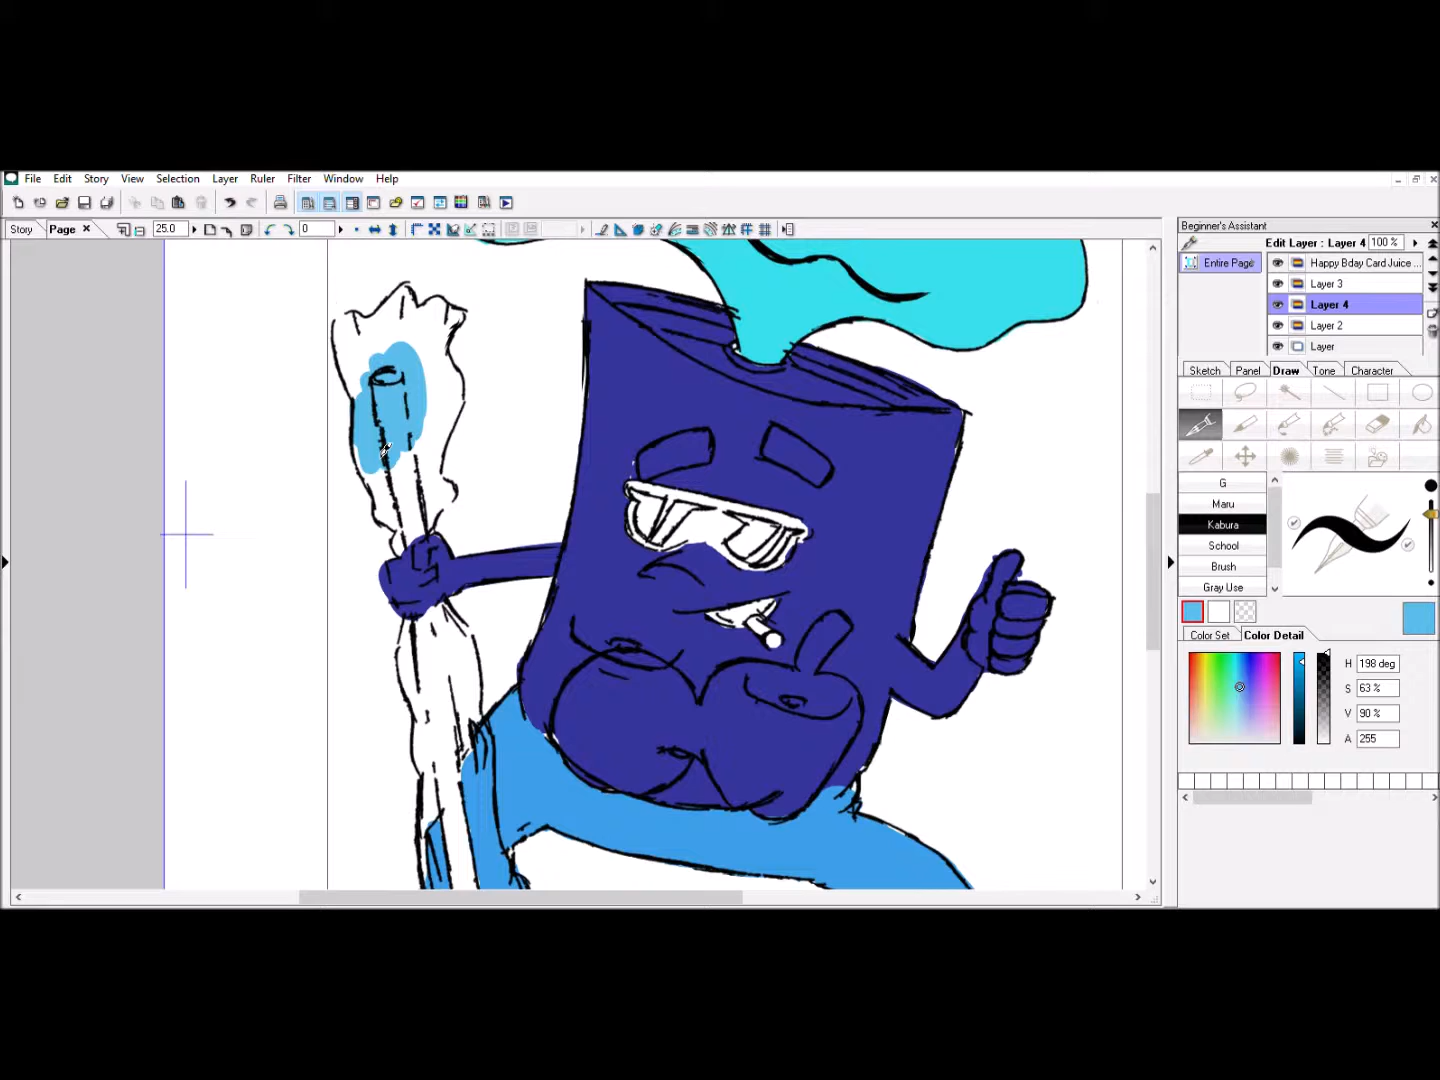 File Edit Story View Selection Layer Ruler Filter Window Help
Story Page 25.0 0
Beginner's Assistant
Edit Layer : Layer 4 100 %
Entire Page
Happy Bday Card Juice ...
Layer 3
Layer 4
Layer 2
Layer
Sketch Panel Draw Tone Character
G
Maru
Kabura
School
Brush
Gray Use
Color Set Color Detail
H 198 deg
S 63 %
V 90 %
A 255